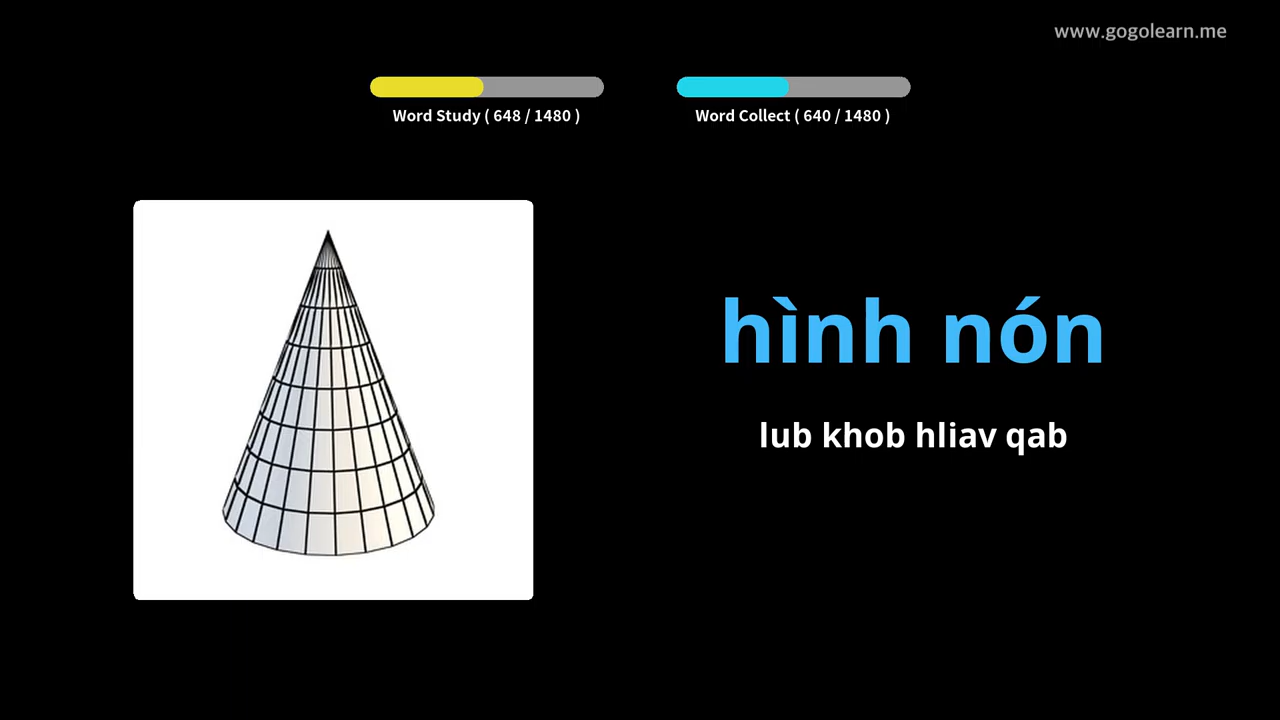 www.gogolearn.me
Word Study ( 648 / 1480 )
Word Collect ( 640 / 1480 )
hình nón
lub khob hliav qab